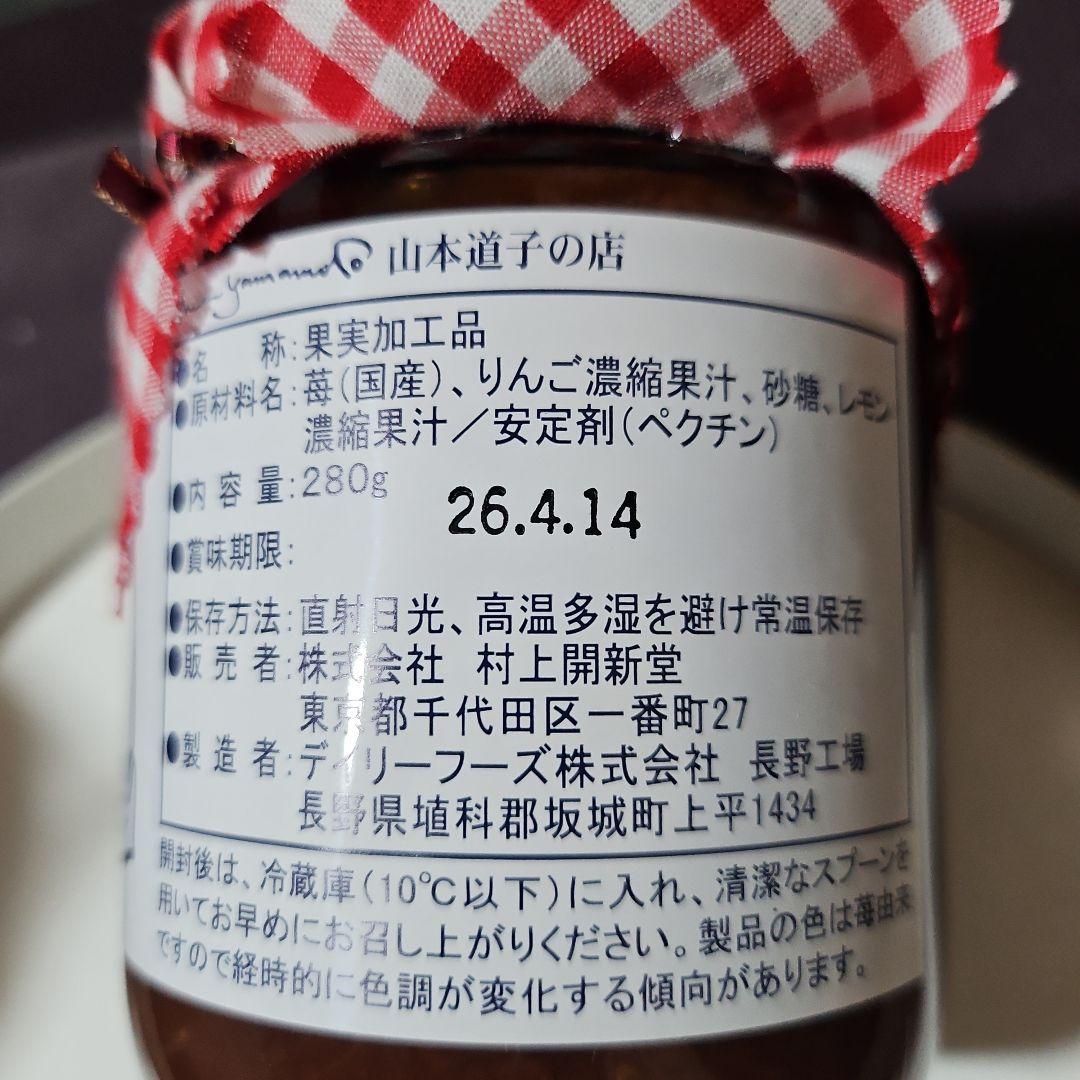 yamamoto 山本道子の店
●名 称:果実加工品
●原材料名:苺(国産)、りんご濃縮果汁、砂糖、レモン
濃縮果汁／安定剤(ペクチン)
●内容量:280g
26.4.14
●賞味期限:
●保存方法:直射日光、高温多湿を避け常温保存
●販売者:株式会社 村上開新堂
東京都千代田区一番町27
●製造者:デイリーフーズ株式会社 長野工場
長野県埴科郡坂城町上平1434
開封後は、冷蔵庫(10℃以下)に入れ、清潔なスプーンを
用いてお早めにお召し上がりください。製品の色は苺由来
ですので経時的に色調が変化する傾向があります。